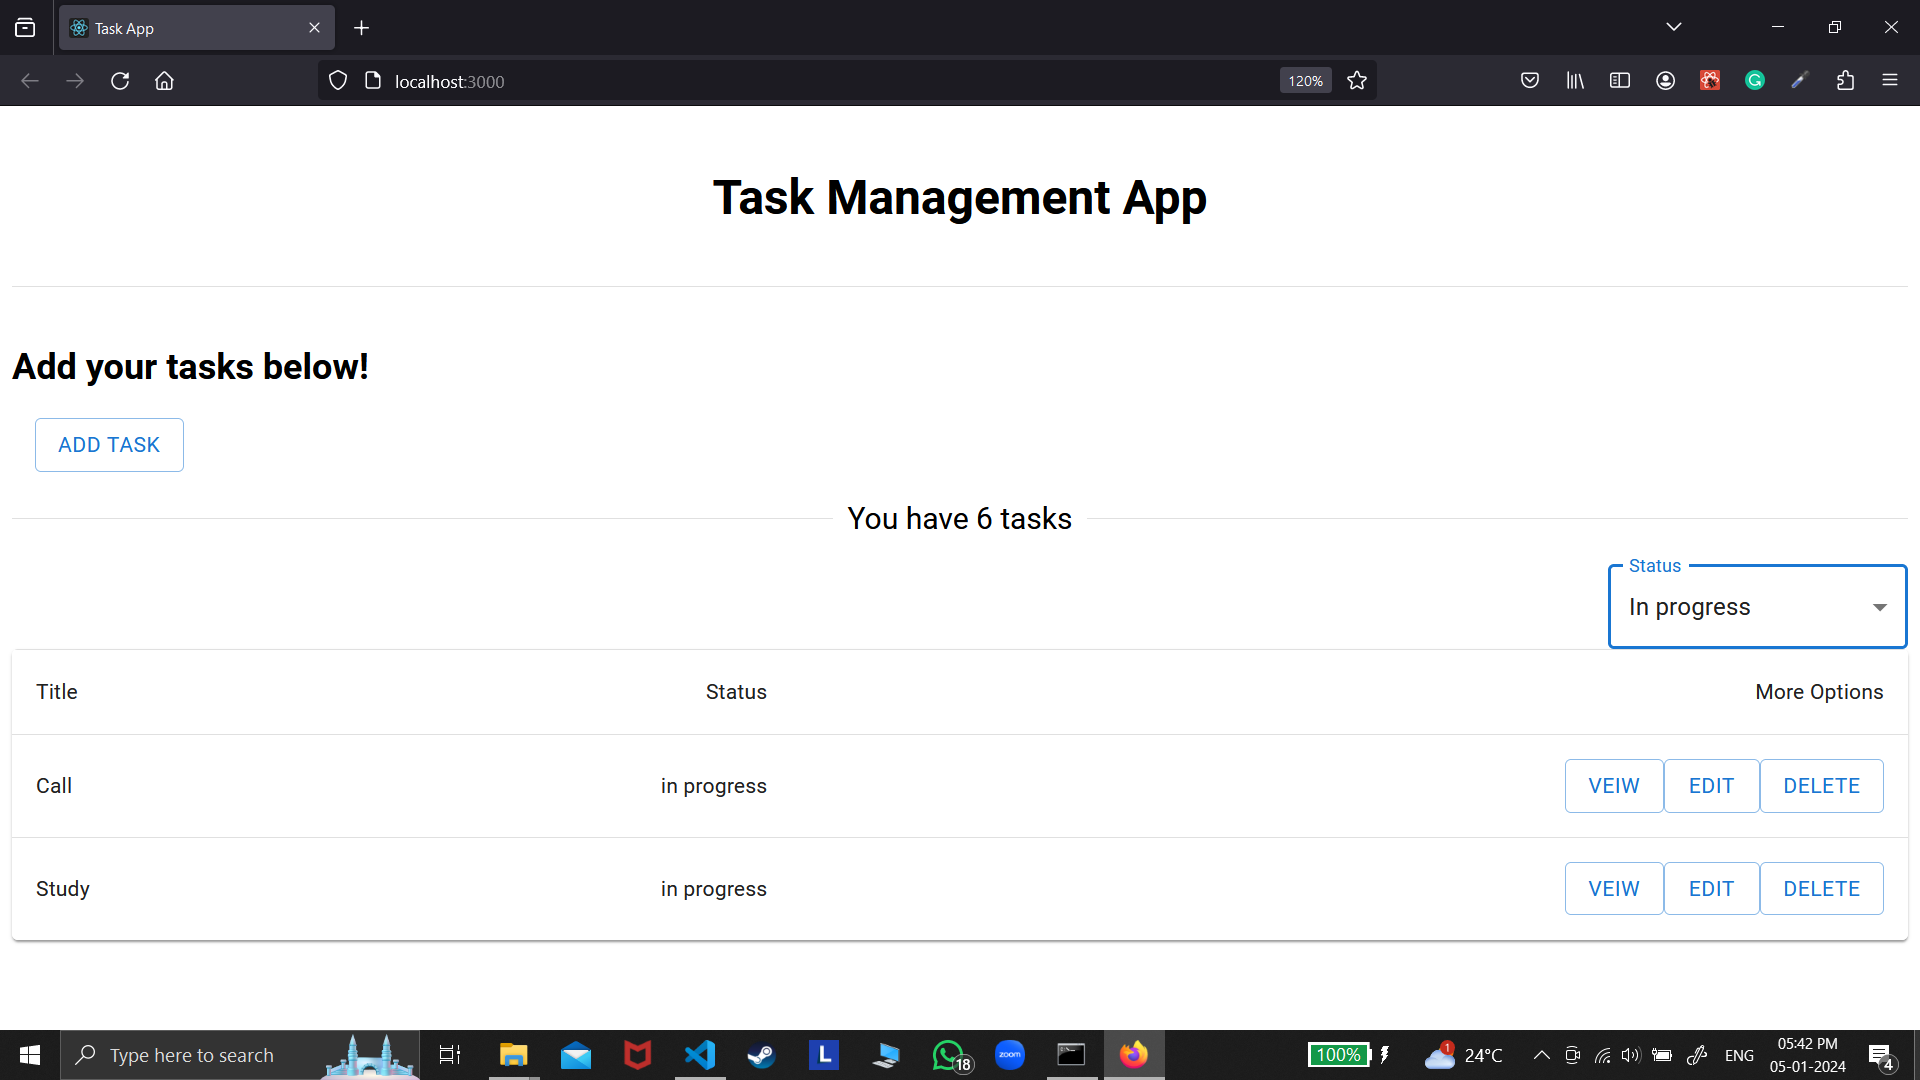 Task App
localhost:3000
120%
Task Management App
Add your tasks below!
ADD TASK
You have 6 tasks
Status
In progress
Title Status More Options
Call in progress VEIW EDIT DELETE
Study in progress VEIW EDIT DELETE
Type here to search
L
zoom
18
100%
1
24°C
ENG
05:42 PM
05-01-2024
4